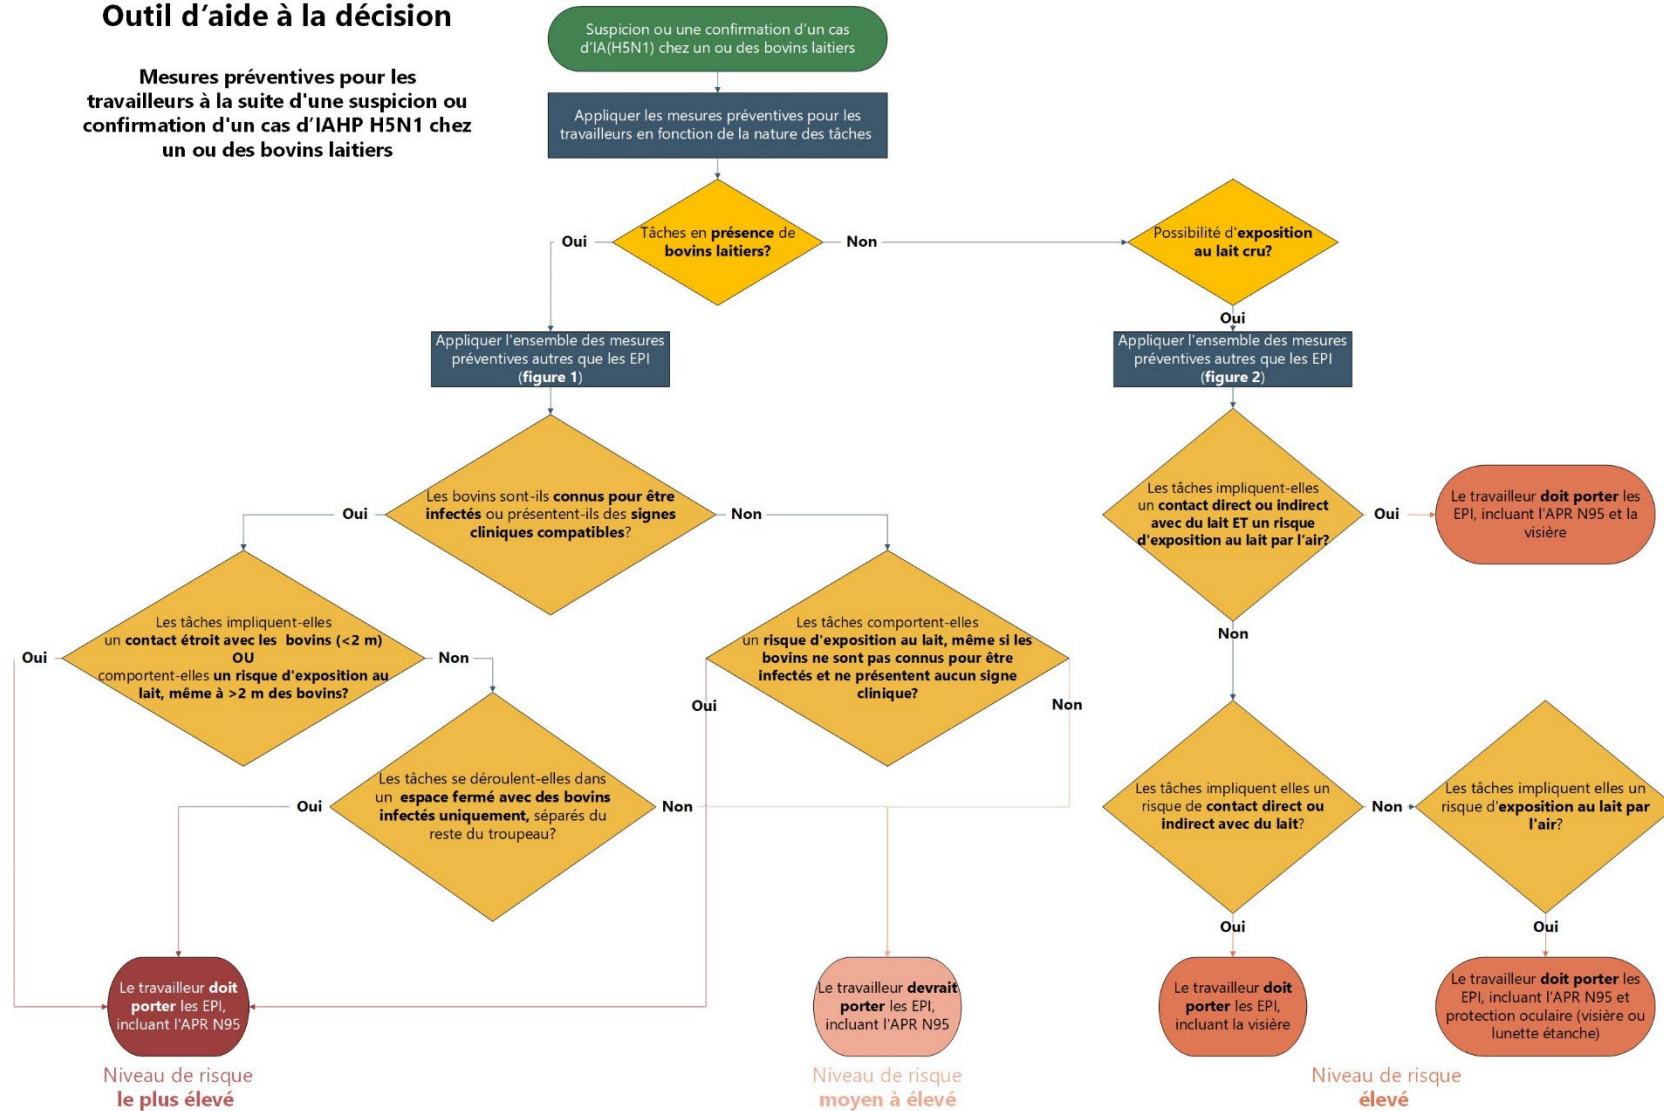 Outil d’aide à la décision
Mesures préventives pour les
travailleurs à la suite d'une suspicion ou
confirmation d'un cas d’IAHP H5N1 chez
un ou des bovins laitiers
Suspicion ou une confirmation d’un cas
d’IA(H5N1) chez un ou des bovins laitiers
Appliquer les mesures préventives pour les
travailleurs en fonction de la nature des tâches
Tâches en présence de
bovins laitiers?
Oui
Non
Possibilité d'exposition
au lait cru?
Oui
Appliquer l'ensemble des mesures
préventives autres que les EPI
(figure 1)
Appliquer l'ensemble des mesures
préventives autres que les EPI
(figure 2)
Les bovins sont-ils connus pour être
infectés ou présentent-ils des signes
cliniques compatibles?
Oui
Non
Les tâches impliquent-elles
un contact direct ou indirect
avec du lait ET un risque
d'exposition au lait par l’air?
Oui
Le travailleur doit porter les
EPI, incluant l'APR N95 et la
visière
Non
Les tâches impliquent-elles
un contact étroit avec les bovins (<2 m)
OU
comportent-elles un risque d'exposition au
lait, même à >2 m des bovins?
Oui
Non
Les tâches comportent-elles
un risque d'exposition au lait, même si les
bovins ne sont pas connus pour être
infectés et ne présentent aucun signe
clinique?
Oui
Non
Les tâches se déroulent-elles dans
un espace fermé avec des bovins
infectés uniquement, séparés du
reste du troupeau?
Oui
Non
Les tâches impliquent elles un
risque de contact direct ou
indirect avec du lait?
Non
Les tâches impliquent elles un
risque d'exposition au lait par
l'air?
Oui
Oui
Le travailleur doit
porter les EPI,
incluant l'APR N95
Le travailleur devrait
porter les EPI,
incluant l'APR N95
Le travailleur doit
porter les EPI,
incluant la visière
Le travailleur doit porter les
EPI, incluant l'APR N95 et
protection oculaire (visière ou
lunette étanche)
Niveau de risque
le plus élevé
Niveau de risque
moyen à élevé
Niveau de risque
élevé